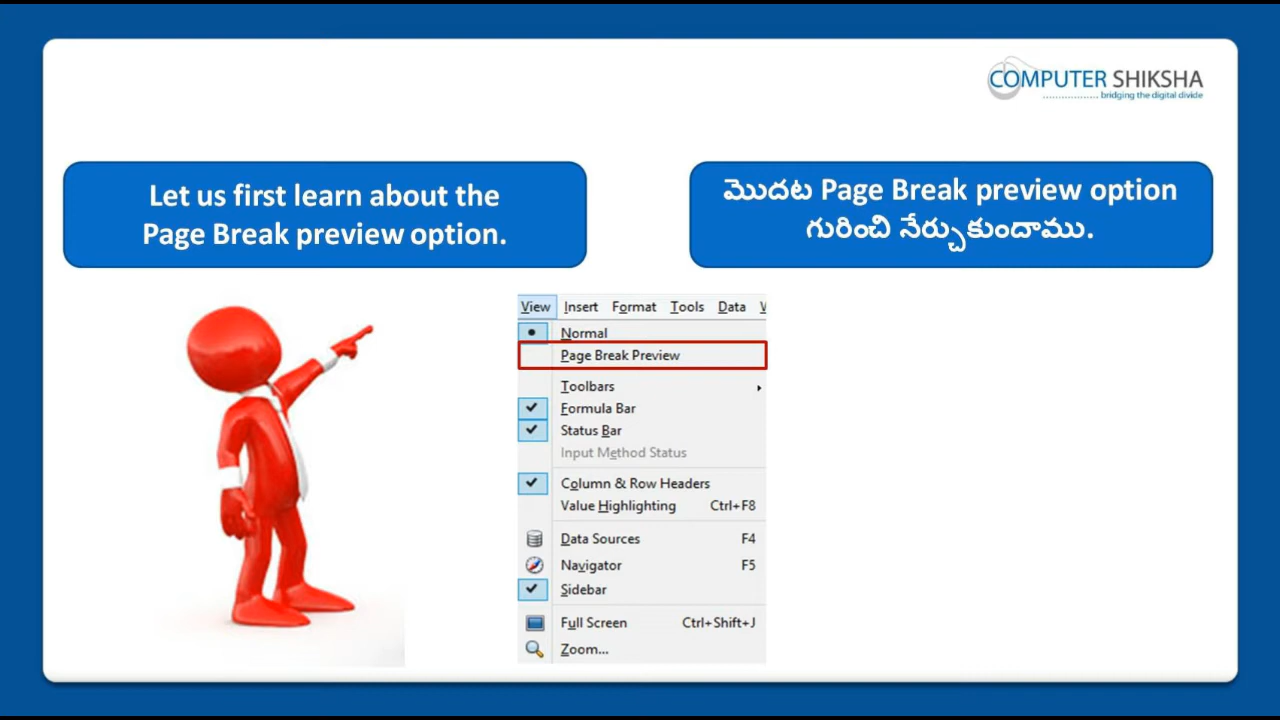 COMPUTER SHIKSHA
bridging the digital divide
Let us first learn about the
Page Break preview option.
మొదట Page Break preview option
గురించి నేర్చుకుందాము.
View Insert Format Tools Data V
Normal
Page Break Preview
Toolbars
Formula Bar
Status Bar
Input Method Status
Column & Row Headers
Value Highlighting Ctrl+F8
Data Sources F4
Navigator F5
Sidebar
Full Screen Ctrl+Shift+J
Zoom...